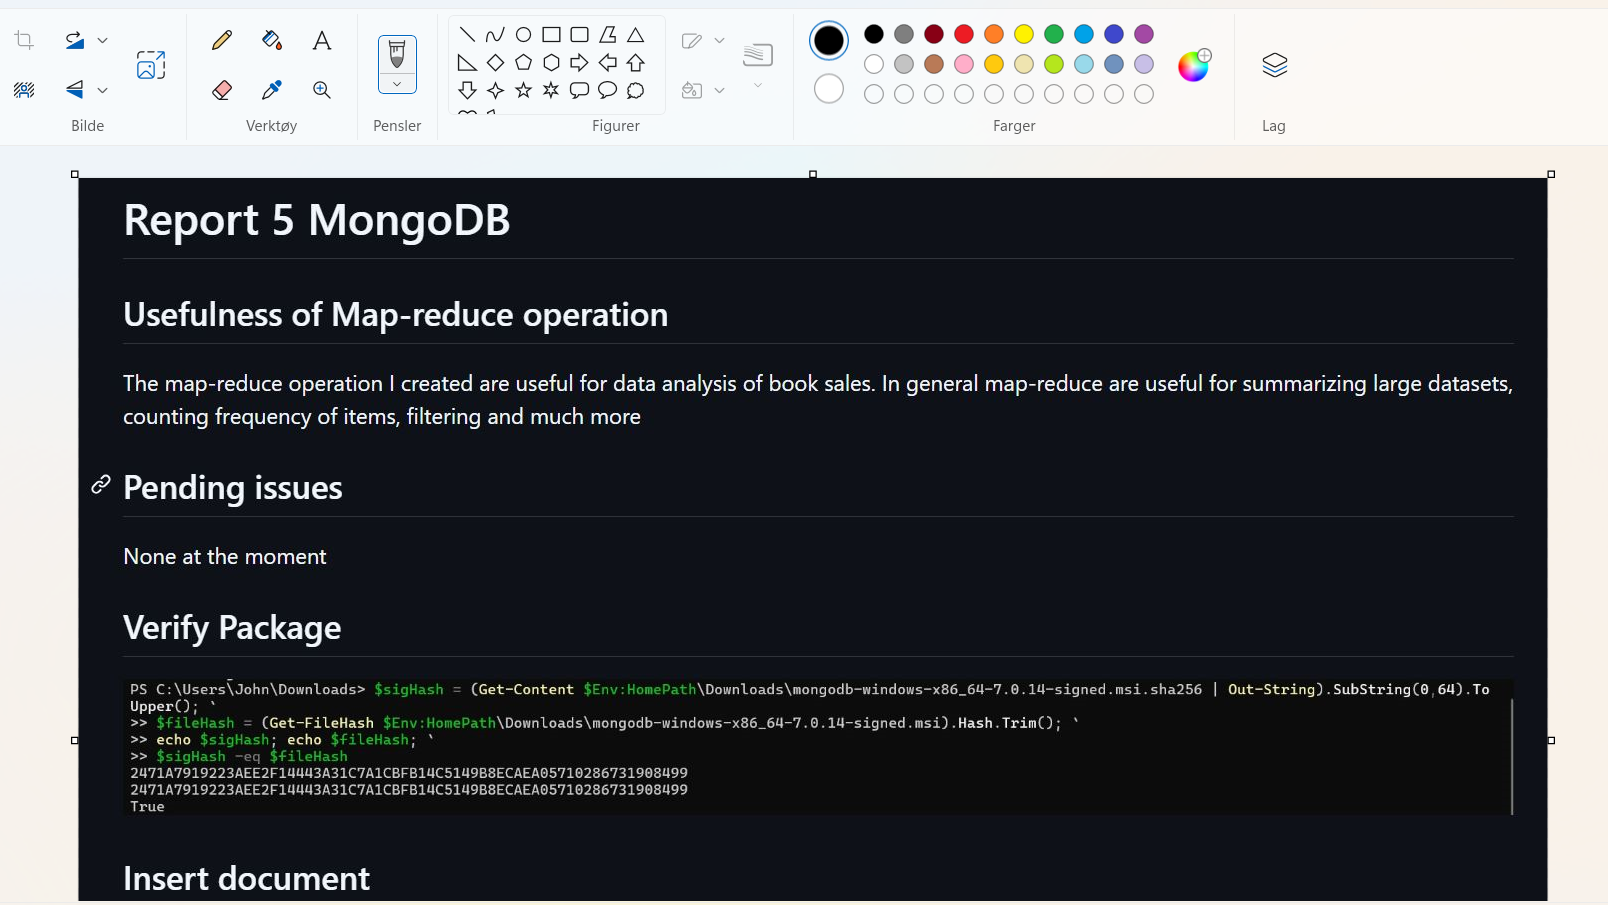 Bilde
Verktøy
Pensler
Figurer
Farger
Lag
Report 5 MongoDB
Usefulness of Map-reduce operation
The map-reduce operation I created are useful for data analysis of book sales. In general map-reduce are useful for summarizing large datasets,
counting frequency of items, filtering and much more
Pending issues
None at the moment
Verify Package
PS C:\Users\John\Downloads> $sigHash = (Get-Content $Env:HomePath\Downloads\mongodb-windows-x86_64-7.0.14-signed.msi.sha256 | Out-String).SubString(0,64).To
Upper(); `
>> $fileHash = (Get-FileHash $Env:HomePath\Downloads\mongodb-windows-x86_64-7.0.14-signed.msi).Hash.Trim(); `
>> echo $sigHash; echo $fileHash; `
>> $sigHash -eq $fileHash
2471A7919223AEE2F14443A31C7A1CBFB14C5149B8ECAEA05710286731908499
2471A7919223AEE2F14443A31C7A1CBFB14C5149B8ECAEA05710286731908499
True
Insert document